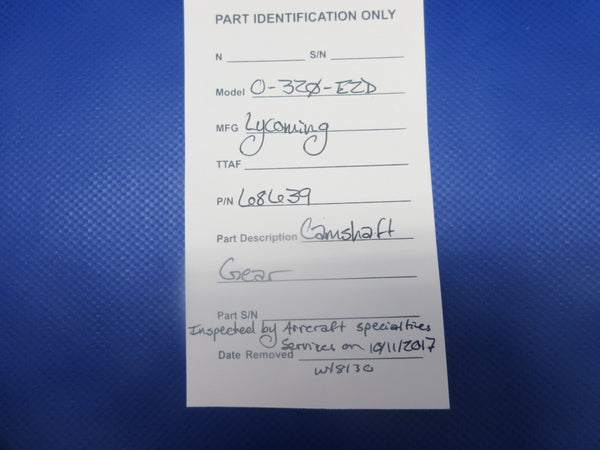 PART IDENTIFICATION ONLY
N S/N
Model O-320-E2D
MFG Lycoming
TTAF
P/N 68639
Part Description Camshaft
Gear
Part S/N
Inspected by Aircraft specialties
Services on 10/11/2017
Date Removed
w/8130